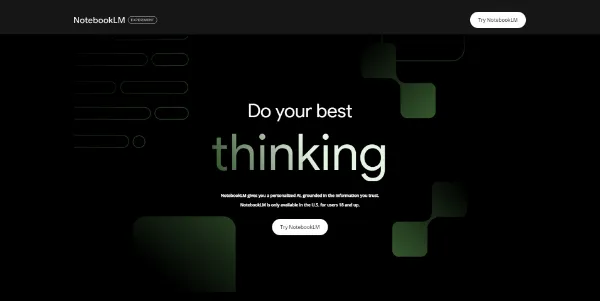 NotebookLM EXPERIMENT Try NotebookLM
Do your best
thinking
NotebookLM gives you a personalized AI, grounded in the information you trust.
NotebookLM is only available in the U.S. for users 18 and up.
Try NotebookLM